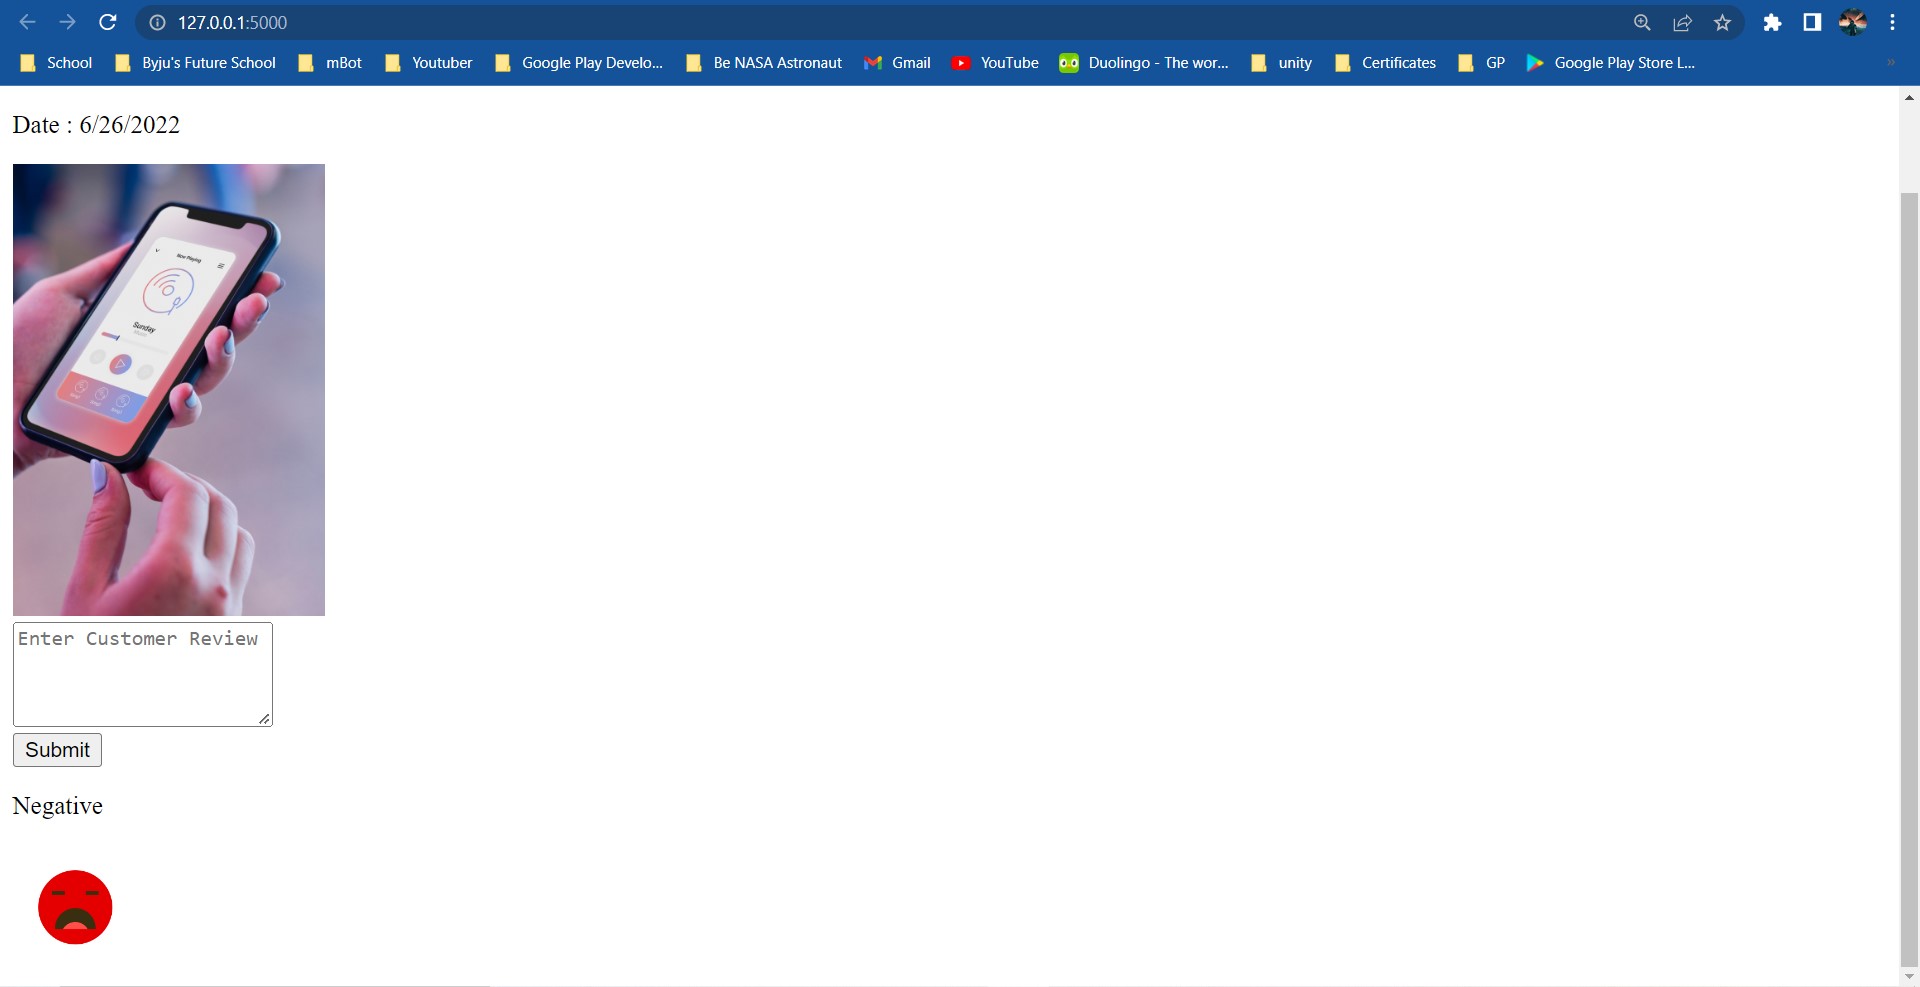 127.0.0.1:5000
School Byju's Future School mBot Youtuber Google Play Develo... Be NASA Astronaut Gmail YouTube Duolingo - The wor... unity Certificates GP Google Play Store L... »
Date : 6/26/2022
Now Playing
Sunday
Enter Customer Review
Submit
Negative